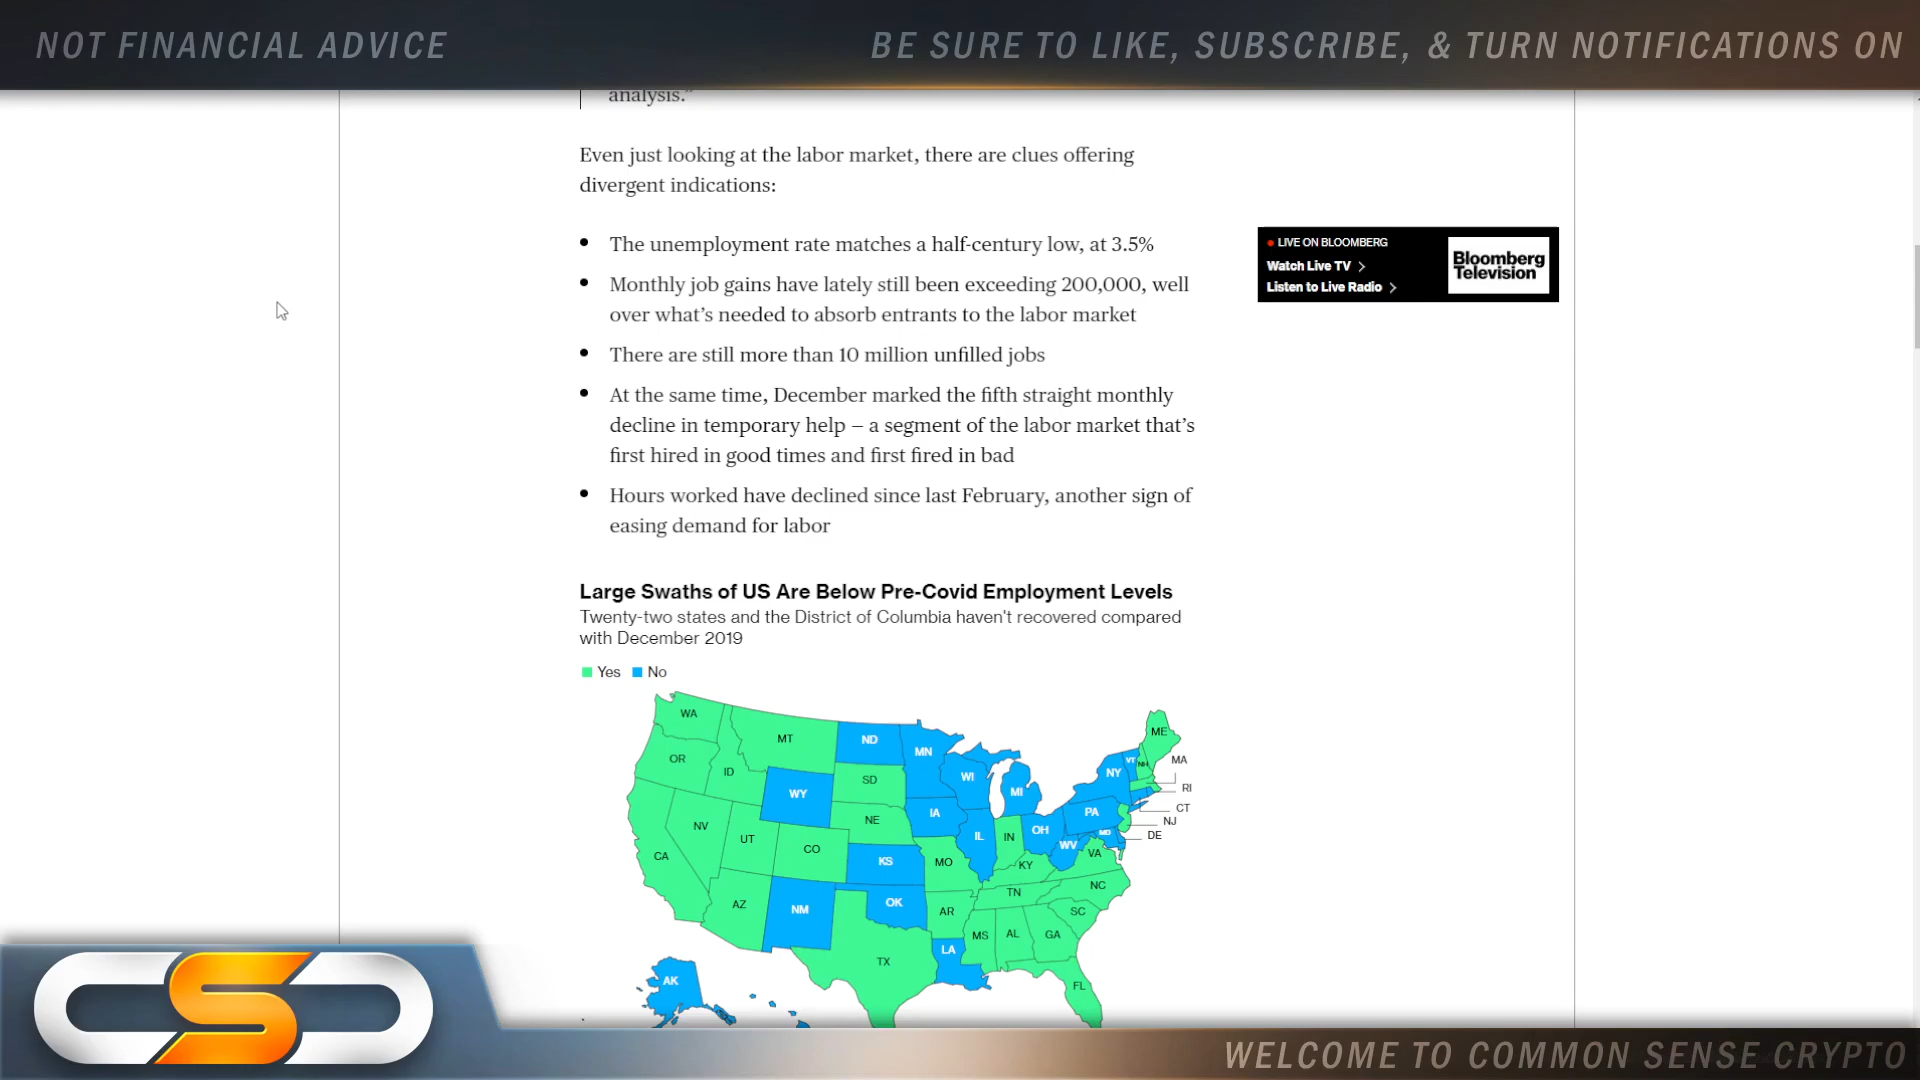 NOT FINANCIAL ADVICE
BE SURE TO LIKE, SUBSCRIBE, & TURN NOTIFICATIONS ON
analysis.”
Even just looking at the labor market, there are clues offering
divergent indications:
• The unemployment rate matches a half-century low, at 3.5%
• Monthly job gains have lately still been exceeding 200,000, well
over what’s needed to absorb entrants to the labor market
• There are still more than 10 million unfilled jobs
• At the same time, December marked the fifth straight monthly
decline in temporary help – a segment of the labor market that’s
first hired in good times and first fired in bad
• Hours worked have declined since last February, another sign of
easing demand for labor
LIVE ON BLOOMBERG
Watch Live TV >
Listen to Live Radio >
Bloomberg
Television
Large Swaths of US Are Below Pre-Covid Employment Levels
Twenty-two states and the District of Columbia haven't recovered compared
with December 2019
Yes No
WA
MT
ND
MN
ME
OR
ID
WY
SD
WI
MI
NY
VT
NH
MA
RI
CT
NJ
DE
NV
UT
CO
NE
IA
IL
IN
OH
PA
MD
WV
VA
CA
KS
MO
KY
AZ
NM
OK
AR
TN
NC
SC
MS
AL
GA
TX
LA
FL
AK
CSC
WELCOME TO COMMON SENSE CRYPTO